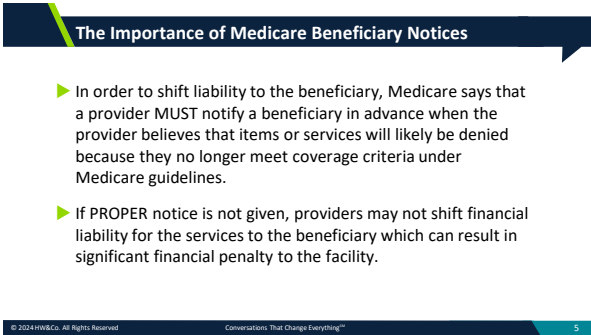 The Importance of Medicare Beneficiary Notices
In order to shift liability to the beneficiary, Medicare says that
a provider MUST notify a beneficiary in advance when the
provider believes that items or services will likely be denied
because they no longer meet coverage criteria under
Medicare guidelines.
If PROPER notice is not given, providers may not shift financial
liability for the services to the beneficiary which can result in
significant financial penalty to the facility.
© 2024 HW&Co. All Rights Reserved Conversations That Change Everything℠ 5